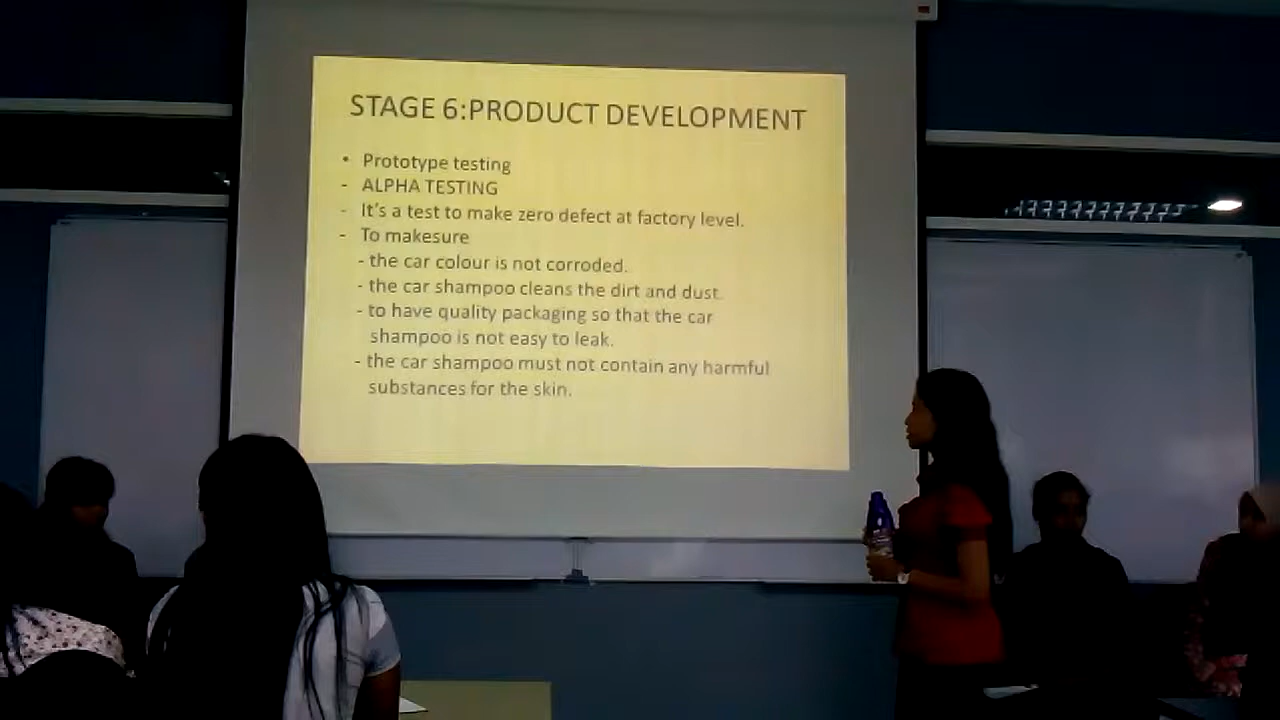 STAGE 6:PRODUCT DEVELOPMENT
• Prototype testing
- ALPHA TESTING
- It's a test to make zero defect at factory level.
- To makesure
- the car colour is not corroded.
- the car shampoo cleans the dirt and dust.
- to have quality packaging so that the car
shampoo is not easy to leak.
- the car shampoo must not contain any harmful
substances for the skin.